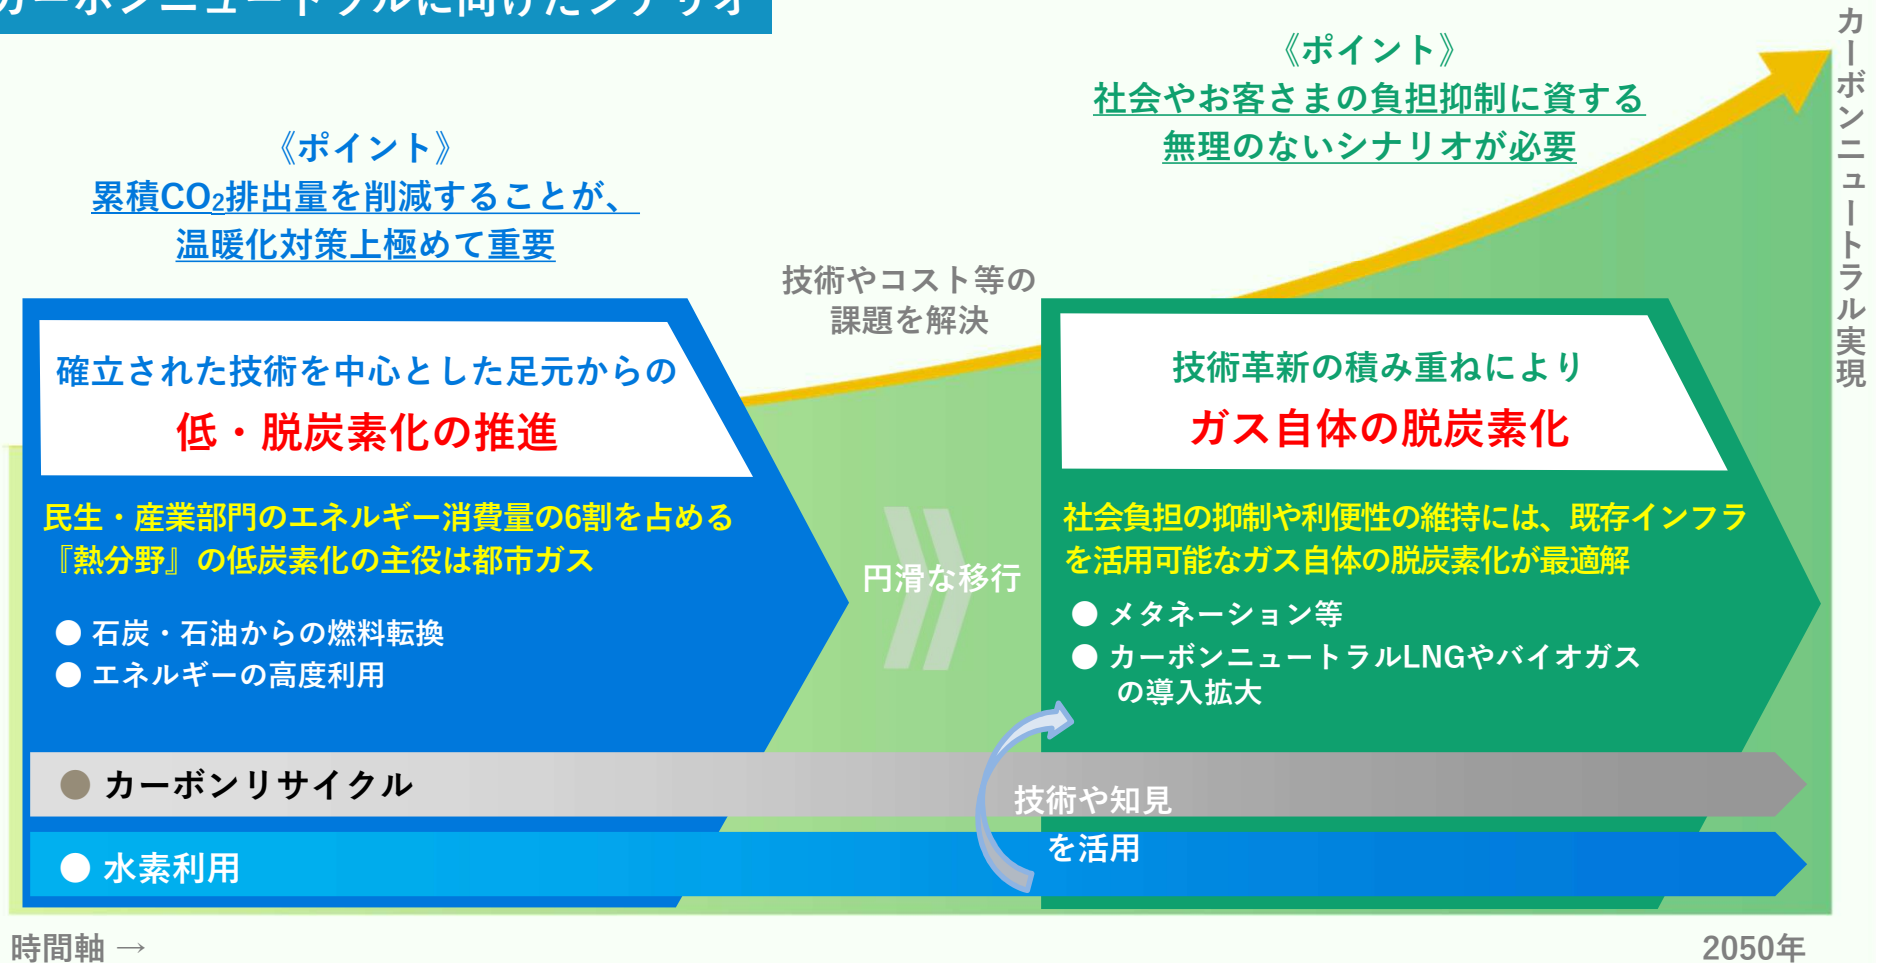 カーボンニュートラルに向けたシナリオ
《ポイント》
累積CO₂排出量を削減することが、
温暖化対策上極めて重要
《ポイント》
社会やお客さまの負担抑制に資する
無理のないシナリオが必要
カーボンニュートラル実現
技術やコスト等の
課題を解決
確立された技術を中心とした足元からの
低・脱炭素化の推進
民生・産業部門のエネルギー消費量の6割を占める
『熱分野』の低炭素化の主役は都市ガス
● 石炭・石油からの燃料転換
● エネルギーの高度利用
円滑な移行
技術革新の積み重ねにより
ガス自体の脱炭素化
社会負担の抑制や利便性の維持には、既存インフラ
を活用可能なガス自体の脱炭素化が最適解
● メタネーション等
● カーボンニュートラルLNGやバイオガス
の導入拡大
● カーボンリサイクル
技術や知見
を活用
● 水素利用
時間軸 →
2050年